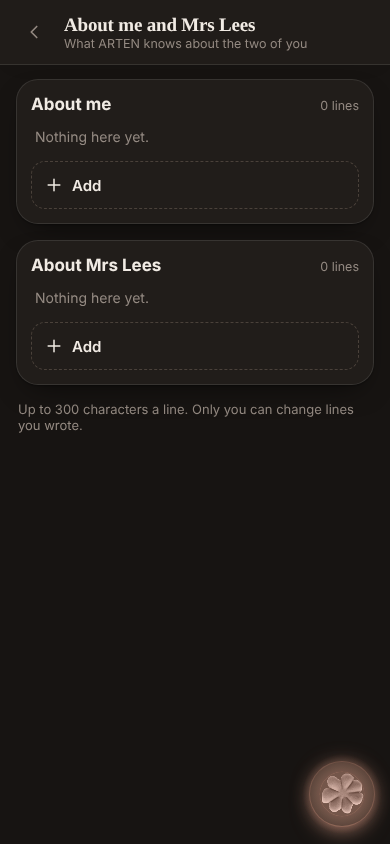 About me and Mrs Lees
What ARTEN knows about the two of you
About me
0 lines
Nothing here yet.
+ Add
About Mrs Lees
0 lines
Nothing here yet.
+ Add
Up to 300 characters a line. Only you can change lines
you wrote.